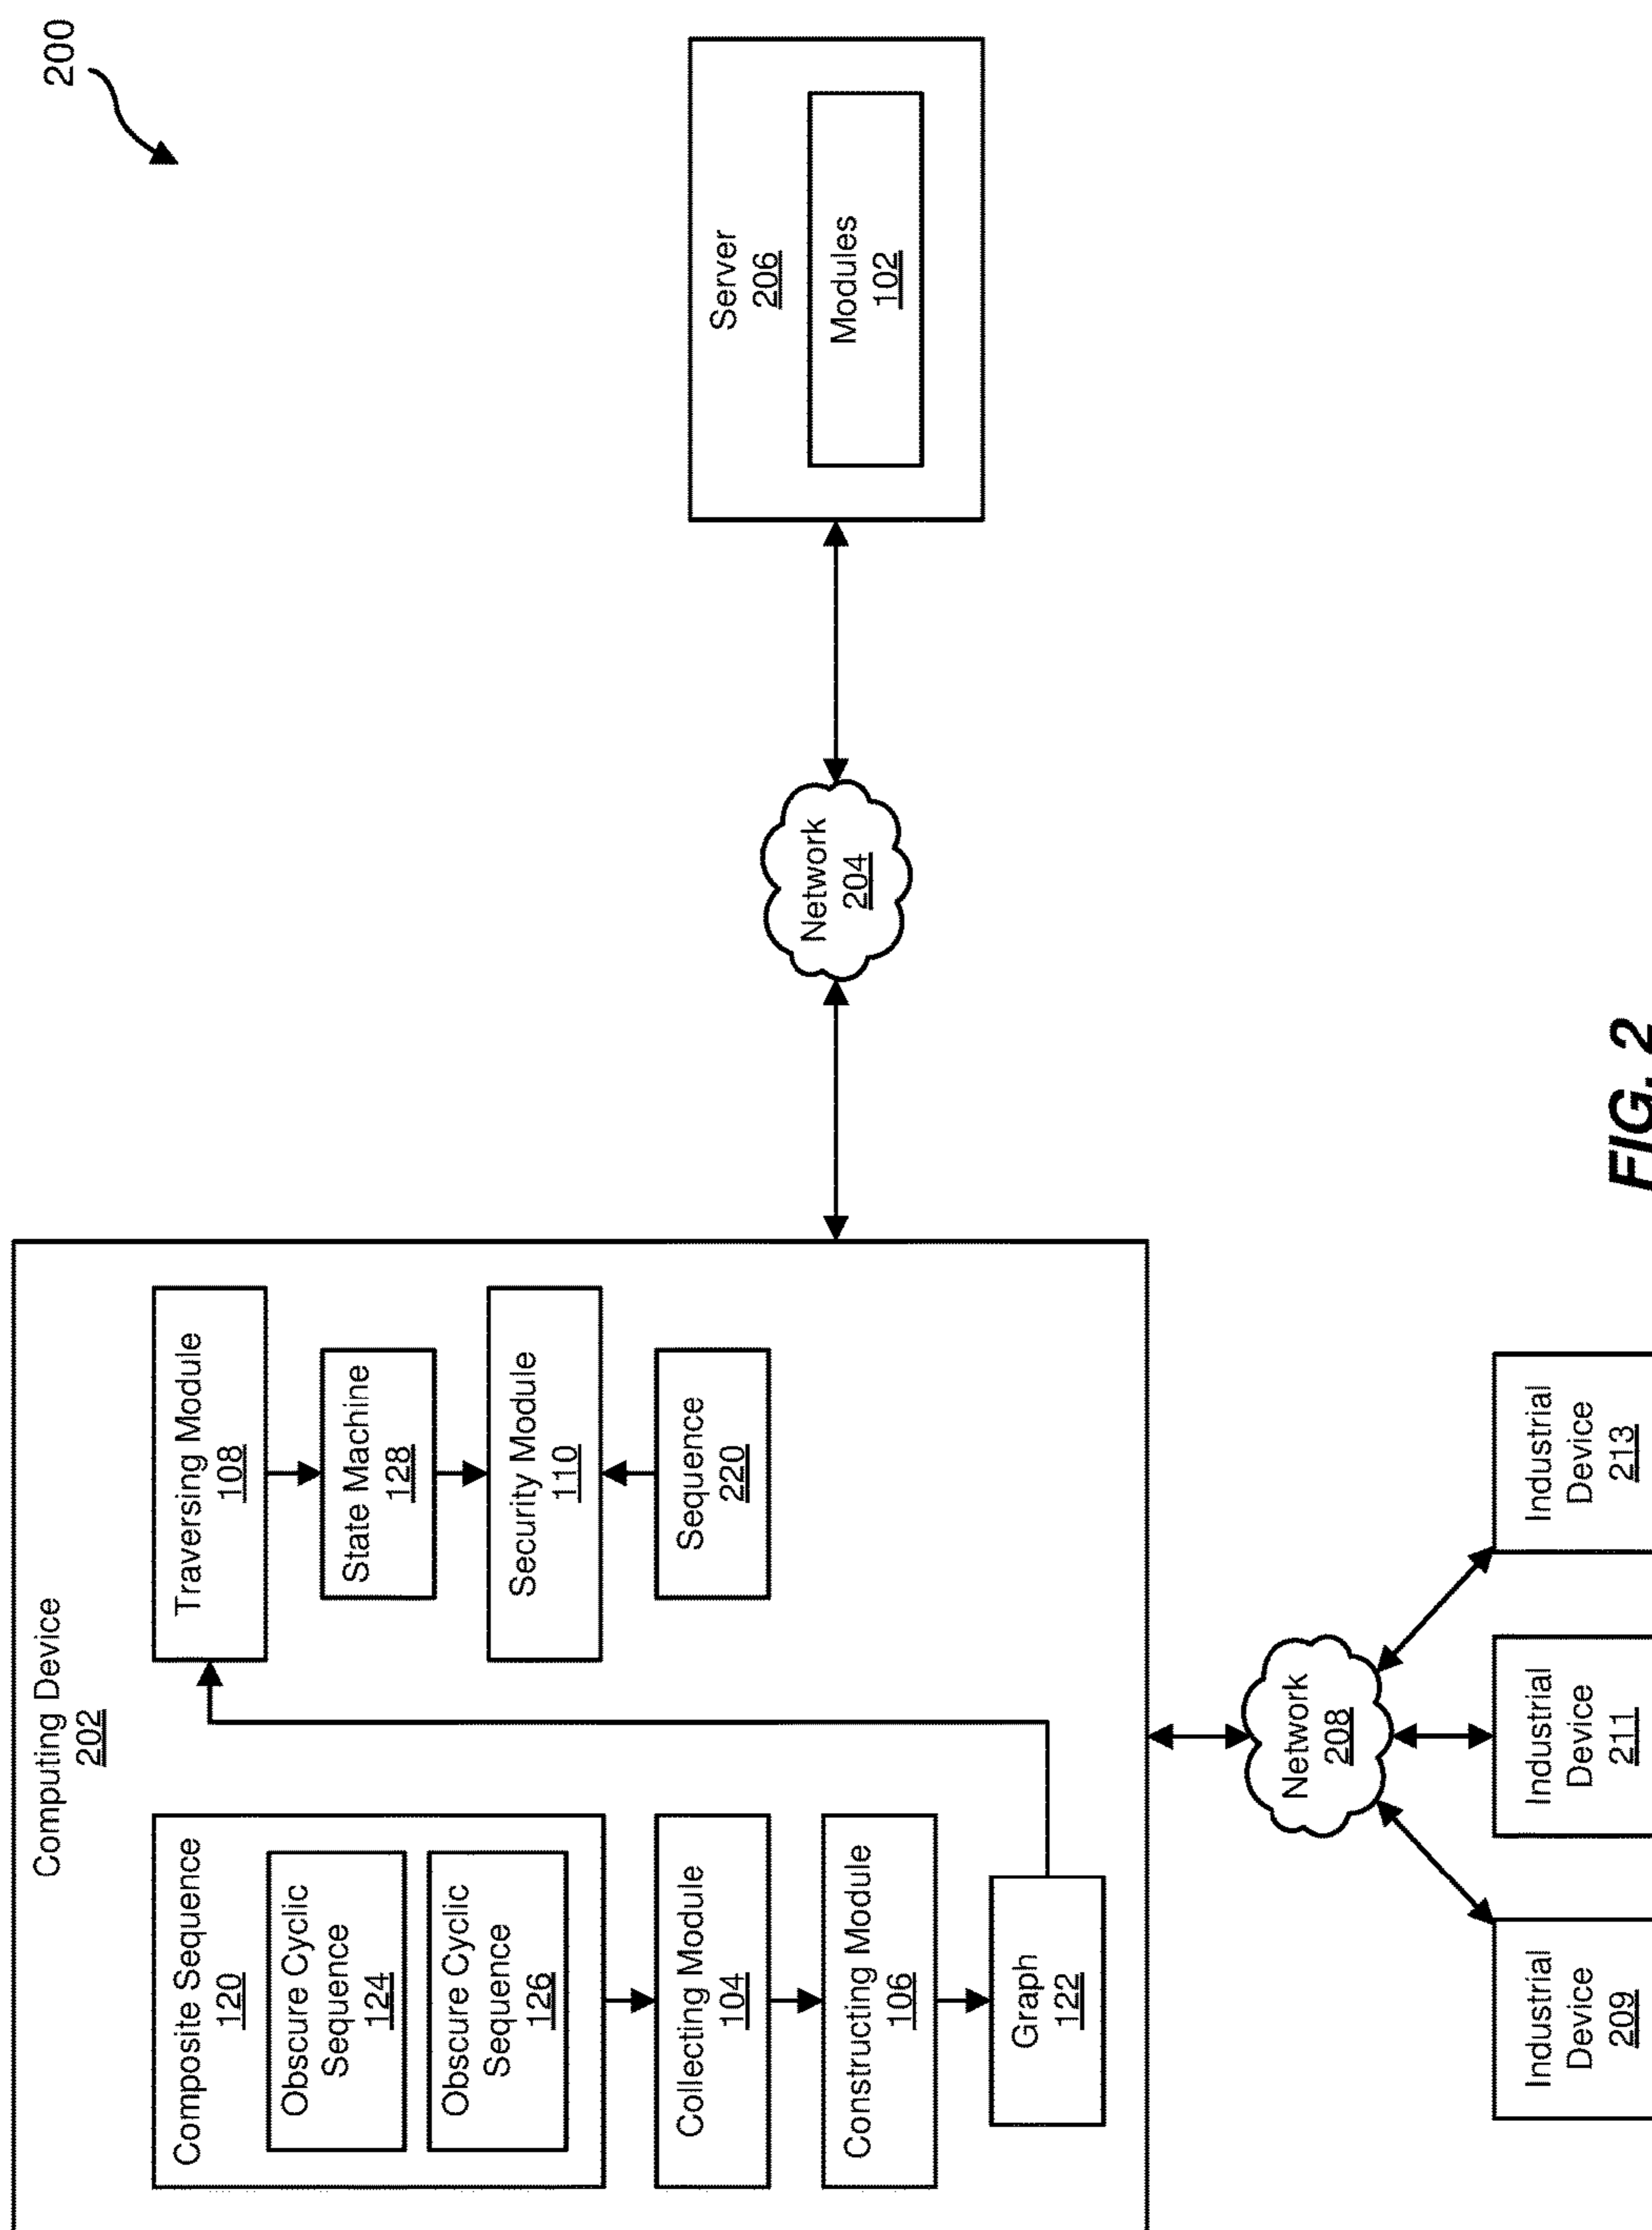 200
Computing Device
202
Composite Sequence
120
Obscure Cyclic
Sequence
124
Obscure Cyclic
Sequence
126
Collecting Module
104
Constructing Module
106
Graph
122
Traversing Module
108
State Machine
128
Security Module
110
Sequence
220
Network
204
Server
206
Modules
102
Network
208
Industrial
Device
209
Industrial
Device
211
Industrial
Device
213
FIG. 2